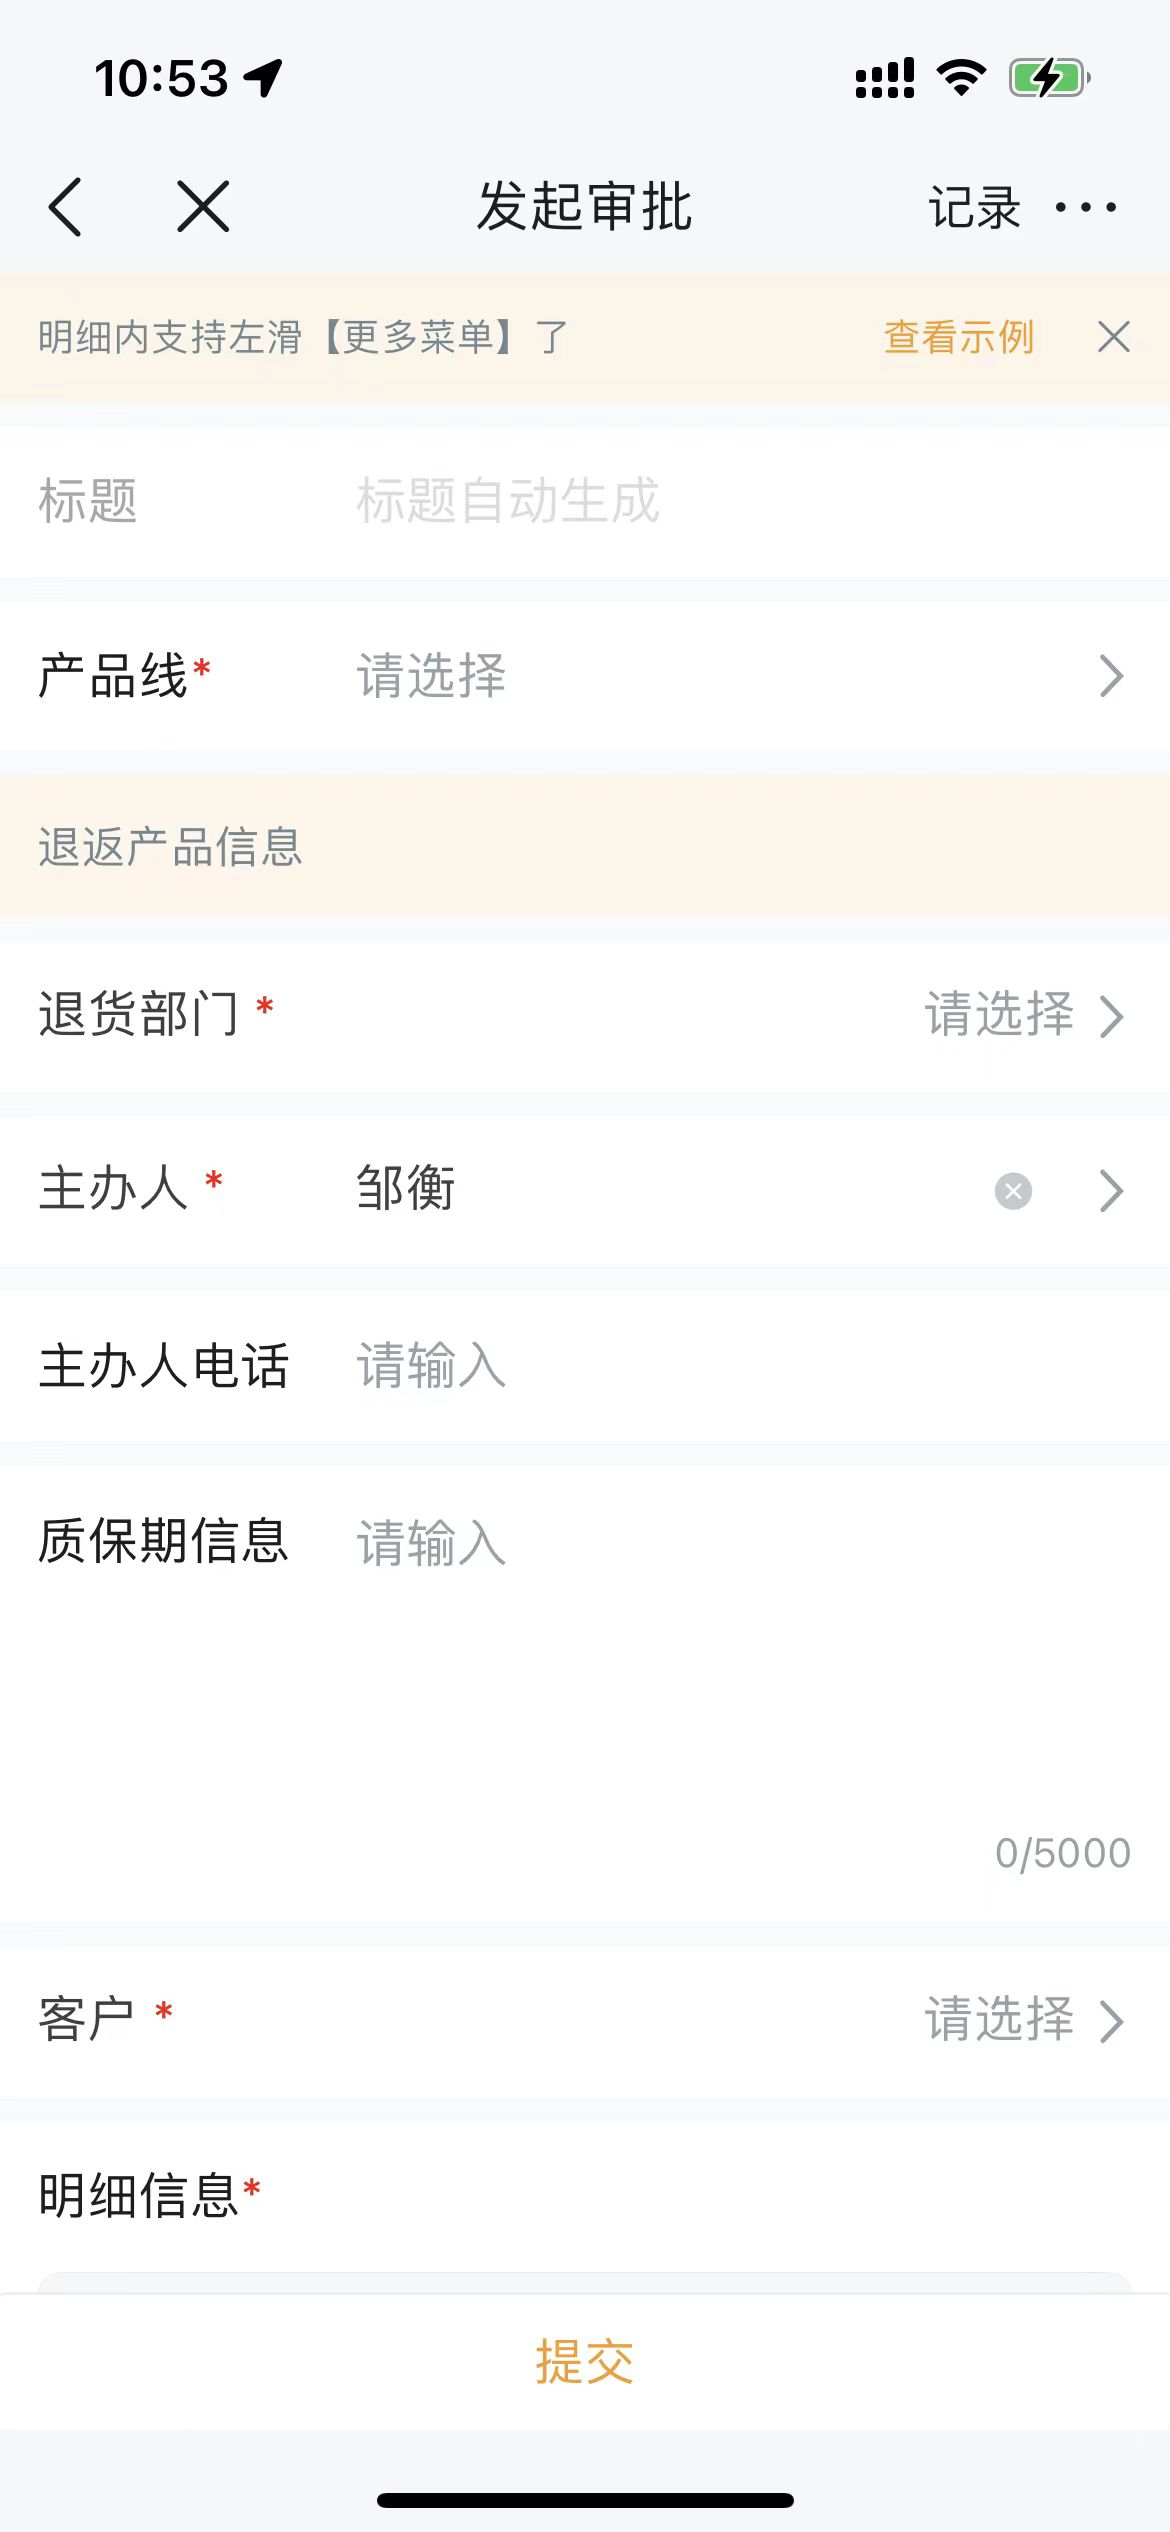 10:53
发起审批
记录
明细内支持左滑【更多菜单】了
查看示例
标题
标题自动生成
产品线*
请选择
退返产品信息
退货部门 *
请选择
主办人 *
邹衡
主办人电话
请输入
质保期信息
请输入
0/5000
客户 *
请选择
明细信息*
提交